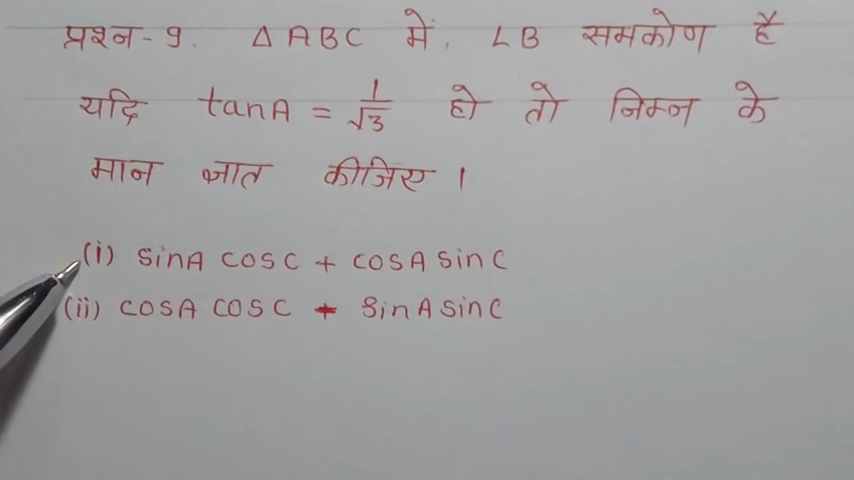 प्रश्न-9. Δ ABC में, ∠B समकोण है
यदि tanA = 1/√3 हो तो निम्न के
मान ज्ञात कीजिए ।
(i) sinA cosC + cosA sinC
(ii) cosA cosC - sinA sinC